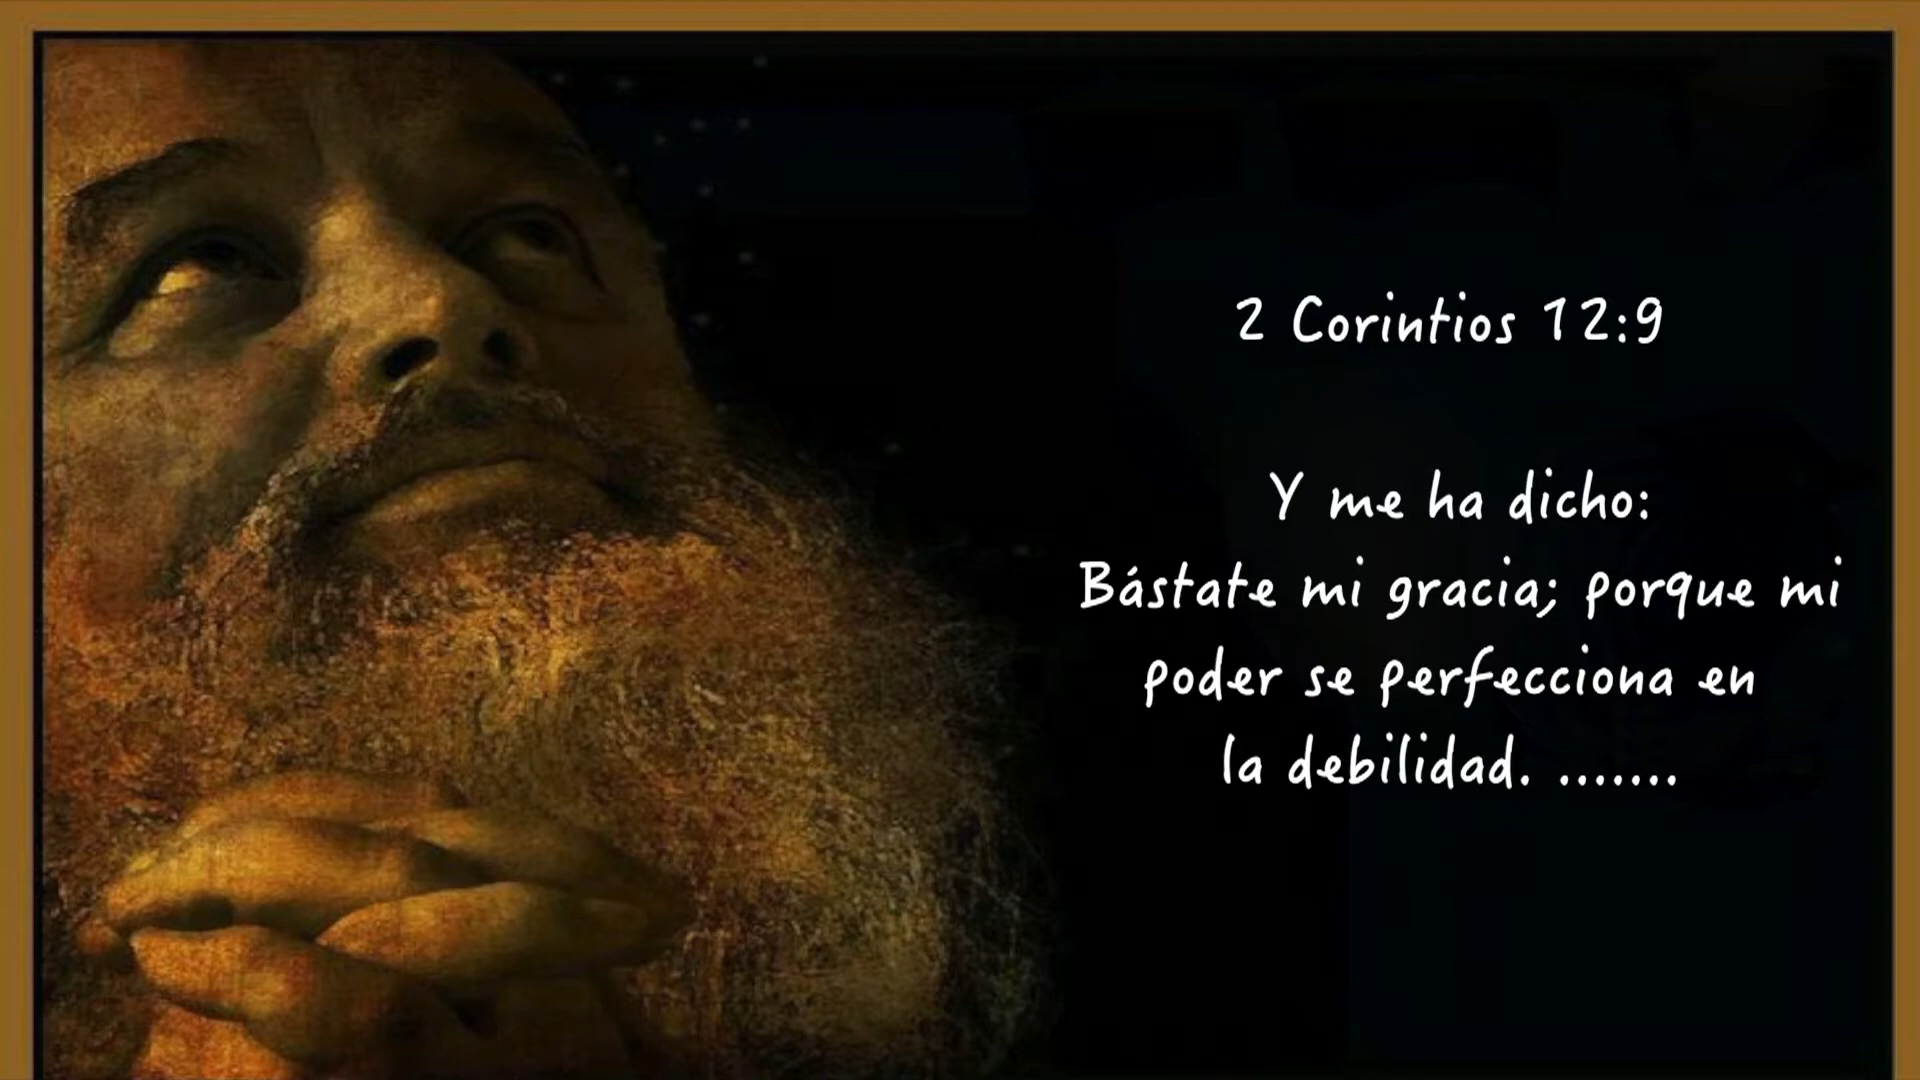 2 Corintios 12:9
Y me ha dicho:
Bástate mi gracia; porque mi
poder se perfecciona en
la debilidad. .......